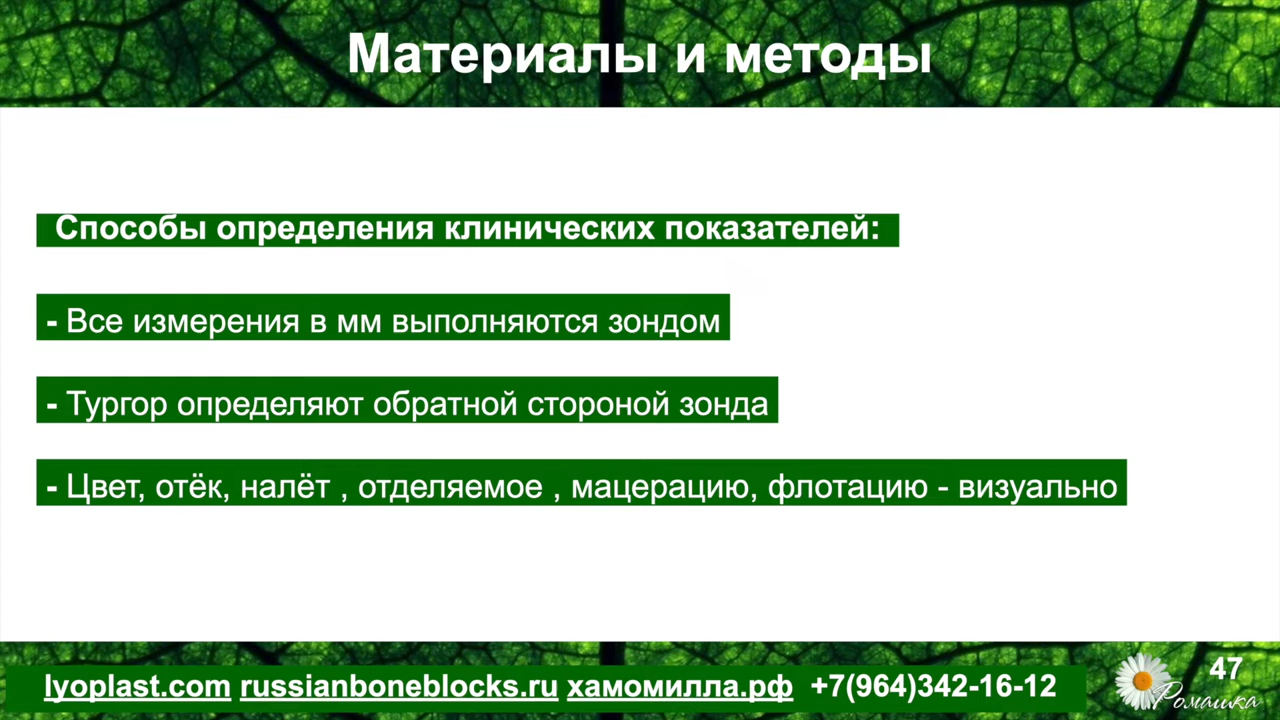 Материалы и методы
Способы определения клинических показателей:
- Все измерения в мм выполняются зондом
- Тургор определяют обратной стороной зонда
- Цвет, отёк, налёт , отделяемое , мацерацию, флотацию - визуально
lyoplast.com russianboneblocks.ru хамомилла.рф +7(964)342-16-12
Ромашка
47